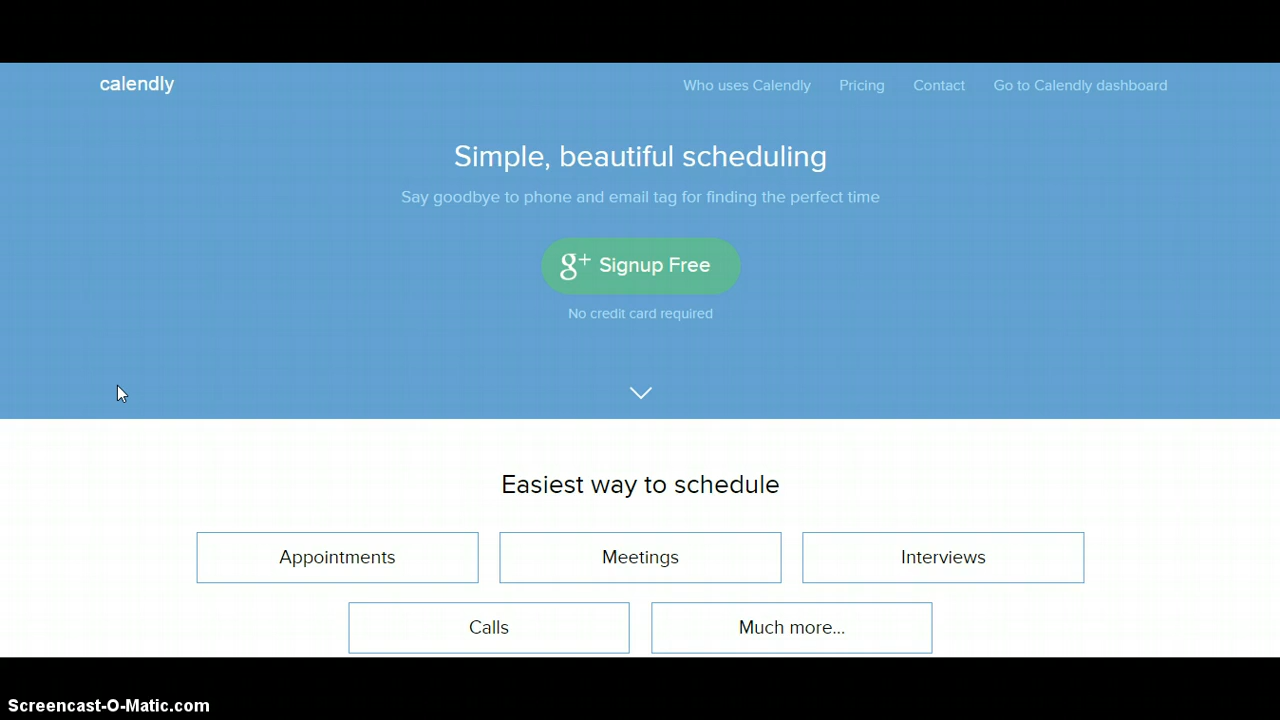 calendly
Who uses Calendly Pricing Contact Go to Calendly dashboard
Simple, beautiful scheduling
Say goodbye to phone and email tag for finding the perfect time
g+ Signup Free
No credit card required
Easiest way to schedule
Appointments Meetings Interviews
Calls Much more...
Screencast-O-Matic.com